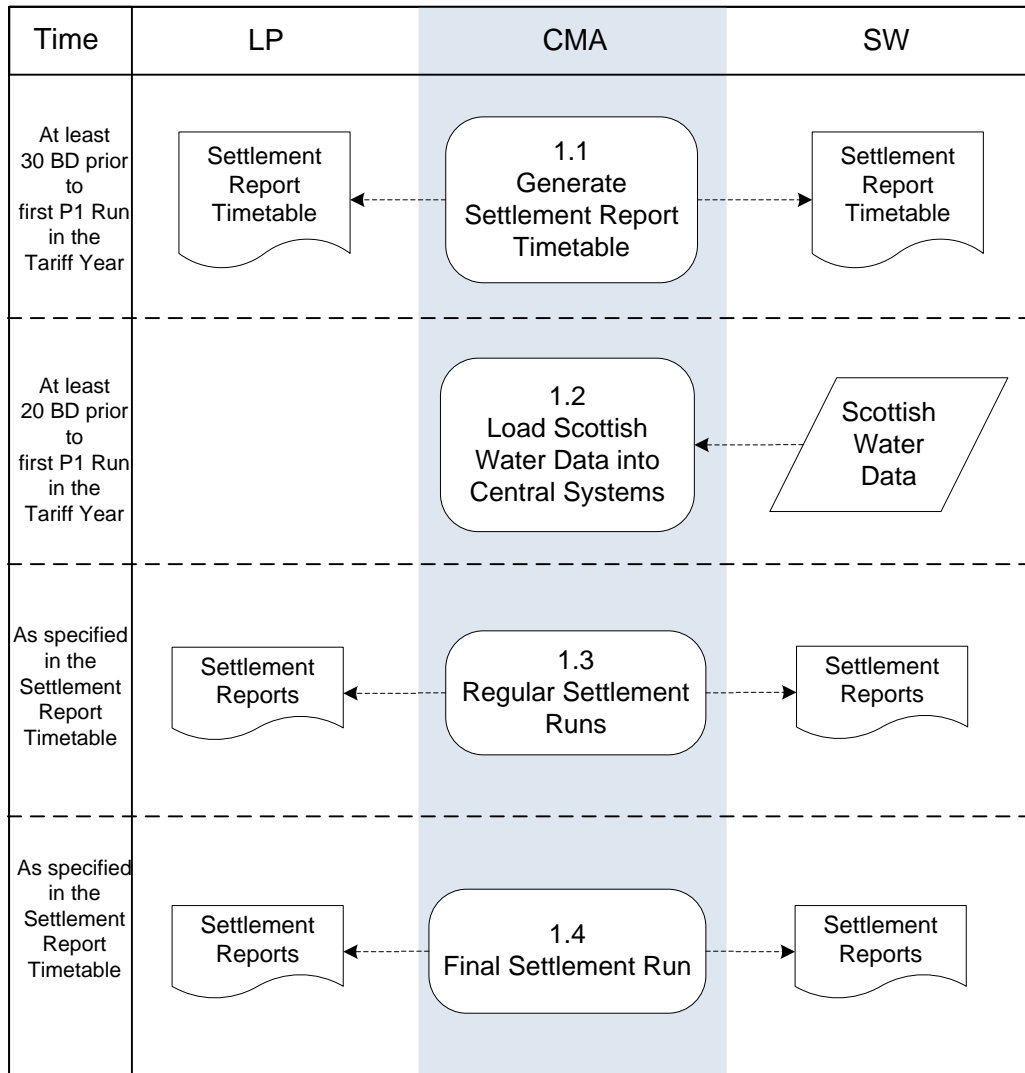 Time
LP
CMA
SW
At least
30 BD prior
to
first P1 Run
in the
Tariff Year
Settlement
Report
Timetable
1.1
Generate
Settlement Report
Timetable
Settlement
Report
Timetable
At least
20 BD prior
to
first P1 Run
in the
Tariff Year
1.2
Load Scottish
Water Data into
Central Systems
Scottish
Water
Data
As specified
in the
Settlement
Report
Timetable
Settlement
Reports
1.3
Regular Settlement
Runs
Settlement
Reports
As specified
in the
Settlement
Report
Timetable
Settlement
Reports
1.4
Final Settlement Run
Settlement
Reports